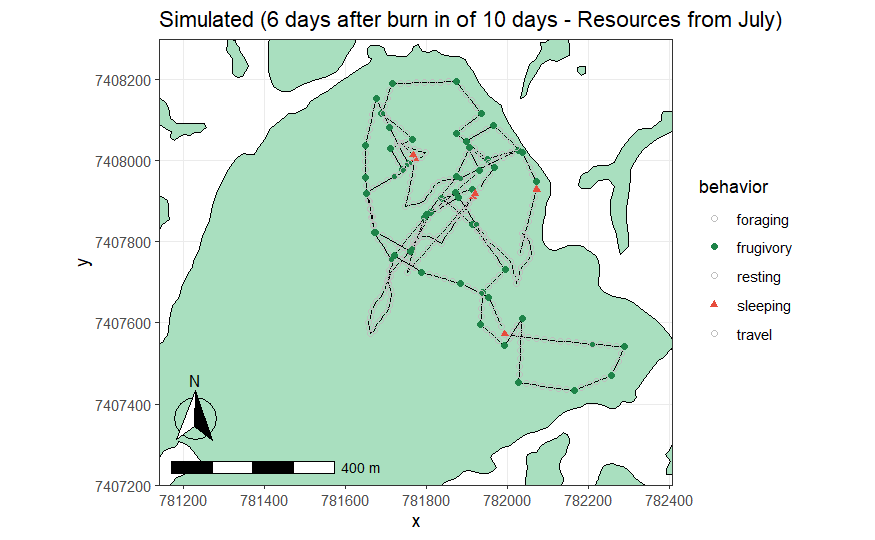 Simulated (6 days after burn in of 10 days - Resources from July)
7408200
7408000
7407800
7407600
7407400
7407200
y
N
400 m
781200 781400 781600 781800 782000 782200 782400
x
behavior
foraging
frugivory
resting
sleeping
travel